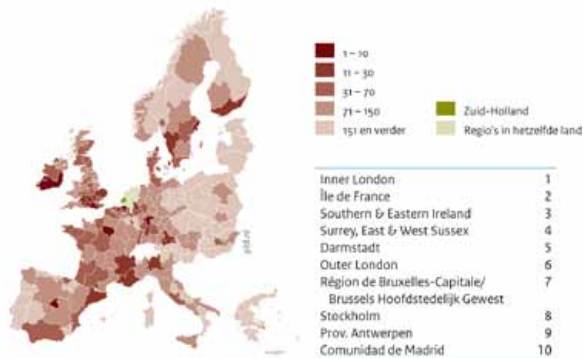 1 – 10
11 – 30
31 – 70
71 – 150
151 en verder
Zuid-Holland
Regio's in hetzelfde land
pbl.nl
Inner London 1
Île de France 2
Southern & Eastern Ireland 3
Surrey, East & West Sussex 4
Darmstadt 5
Outer London 6
Région de Bruxelles-Capitale/ 7
Brussels Hoofdstedelijk Gewest
Stockholm 8
Prov. Antwerpen 9
Comunidad de Madrid 10